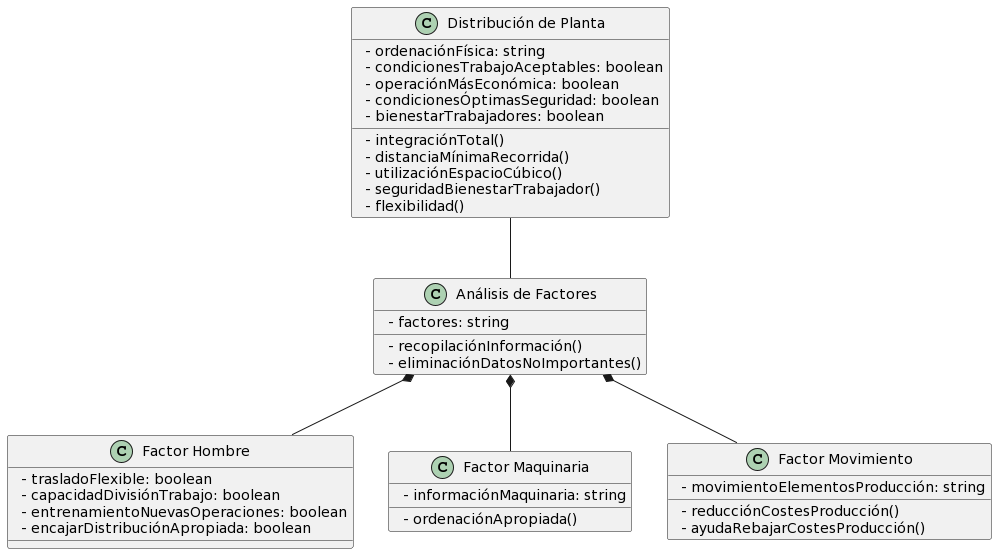 C Distribución de Planta
- ordenaciónFísica: string
- condicionesTrabajoAceptables: boolean
- operaciónMásEconómica: boolean
- condicionesÓptimasSeguridad: boolean
- bienestarTrabajadores: boolean
- integraciónTotal()
- distanciaMínimaRecorrida()
- utilizaciónEspacioCúbico()
- seguridadBienestarTrabajador()
- flexibilidad()
C Análisis de Factores
- factores: string
- recopilaciónInformación()
- eliminaciónDatosNoImportantes()
C Factor Hombre
- trasladoFlexible: boolean
- capacidadDivisiónTrabajo: boolean
- entrenamientoNuevasOperaciones: boolean
- encajarDistribuciónApropiada: boolean
C Factor Maquinaria
- informaciónMaquinaria: string
- ordenaciónApropiada()
C Factor Movimiento
- movimientoElementosProducción: string
- reducciónCostesProducción()
- ayudaRebajarCostesProducción()